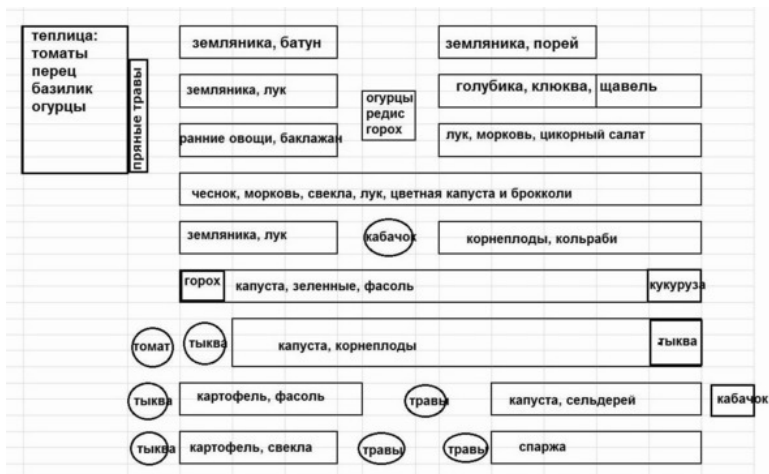 теплица:
томаты
перец
базилик
огурцы
пряные травы
земляника, батун
земляника, порей
земляника, лук
огурцы
редис
горох
голубика, клюква, щавель
ранние овощи, баклажан
лук, морковь, цикорный салат
чеснок, морковь, свекла, лук, цветная капуста и брокколи
земляника, лук
кабачок
корнеплоды, кольраби
горох
капуста, зеленные, фасоль
кукуруза
томат
тыква
капуста, корнеплоды
тыква
тыква
картофель, фасоль
травы
капуста, сельдерей
кабачок
тыква
картофель, свекла
травы
травы
спаржа